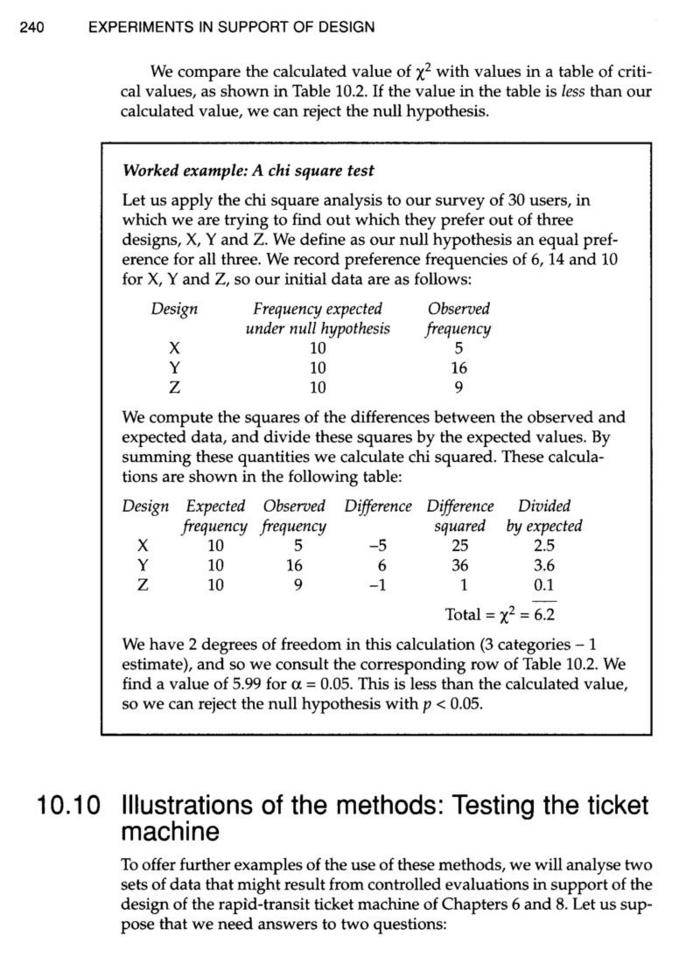 240 EXPERIMENTS IN SUPPORT OF DESIGN
We compare the calculated value of χ² with values in a table of criti-
cal values, as shown in Table 10.2. If the value in the table is less than our
calculated value, we can reject the null hypothesis.
Worked example: A chi square test
Let us apply the chi square analysis to our survey of 30 users, in
which we are trying to find out which they prefer out of three
designs, X, Y and Z. We define as our null hypothesis an equal pref-
erence for all three. We record preference frequencies of 6, 14 and 10
for X, Y and Z, so our initial data are as follows:
Design Frequency expected Observed
under null hypothesis frequency
X 10 5
Y 10 16
Z 10 9
We compute the squares of the differences between the observed and
expected data, and divide these squares by the expected values. By
summing these quantities we calculate chi squared. These calcula-
tions are shown in the following table:
Design Expected Observed Difference Difference Divided
frequency frequency squared by expected
X 10 5 –5 25 2.5
Y 10 16 6 36 3.6
Z 10 9 –1 1 0.1
Total = χ² = 6.2
We have 2 degrees of freedom in this calculation (3 categories – 1
estimate), and so we consult the corresponding row of Table 10.2. We
find a value of 5.99 for α = 0.05. This is less than the calculated value,
so we can reject the null hypothesis with p < 0.05.
10.10 Illustrations of the methods: Testing the ticket
machine
To offer further examples of the use of these methods, we will analyse two
sets of data that might result from controlled evaluations in support of the
design of the rapid-transit ticket machine of Chapters 6 and 8. Let us sup-
pose that we need answers to two questions: